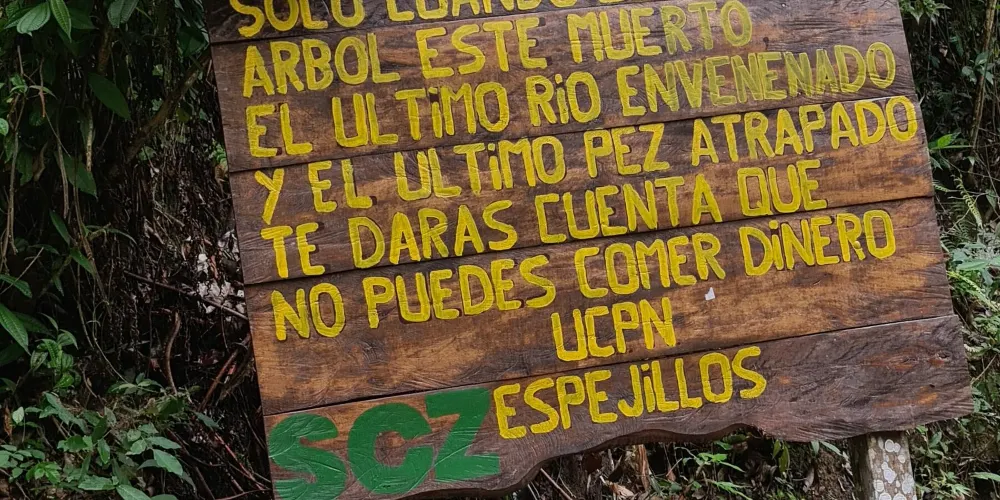 SOLO CUANDO
ARBOL ESTE MUERTO
EL ULTIMO RIO ENVENENADO
Y EL ULTIMO PEZ ATRAPADO
TE DARAS CUENTA QUE
NO PUEDES COMER DINERO
UCPN
SCZ ESPEJILLOS